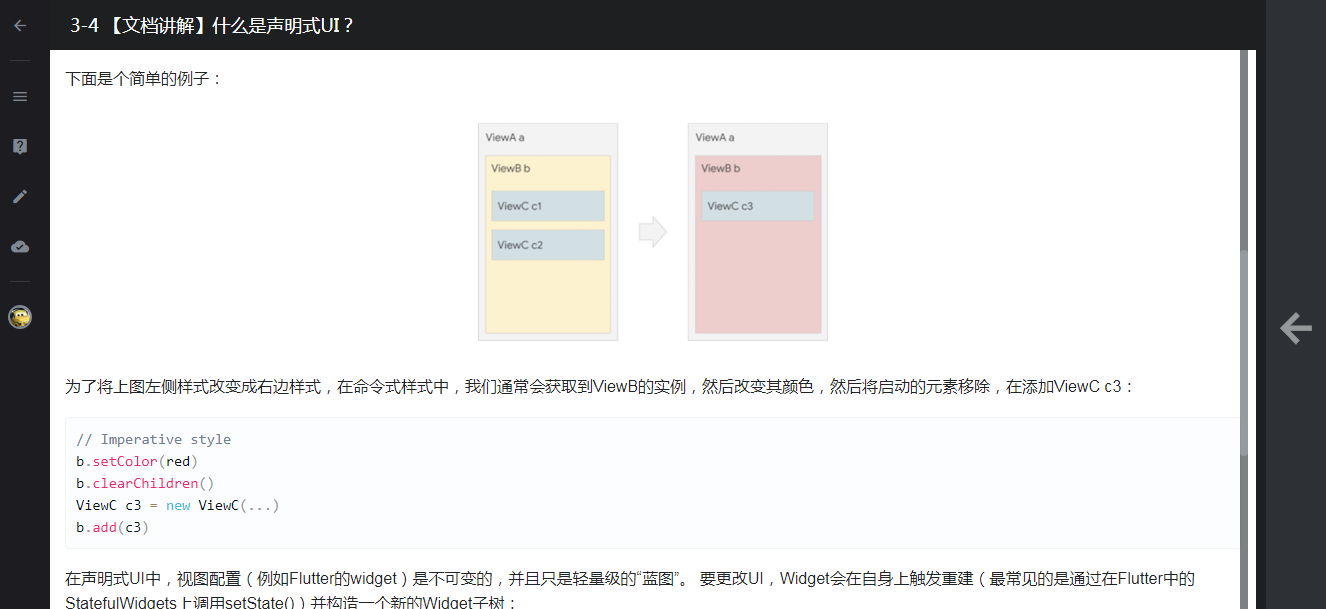 3-4 【文档讲解】什么是声明式UI？
下面是个简单的例子：
ViewA a
ViewB b
ViewC c1
ViewC c2
ViewA a
ViewB b
ViewC c3
为了将上图左侧样式改变成右边样式，在命令式样式中，我们通常会获取到ViewB的实例，然后改变其颜色，然后将启动的元素移除，在添加ViewC c3：
// Imperative style
b.setColor(red)
b.clearChildren()
ViewC c3 = new ViewC(...)
b.add(c3)
在声明式UI中，视图配置（例如Flutter的widget）是不可变的，并且只是轻量级的“蓝图”。 要更改UI，Widget会在自身上触发重建（最常见的是通过在Flutter中的
StatefulWidgets上调用setState()）并构造一个新的Widget子树：